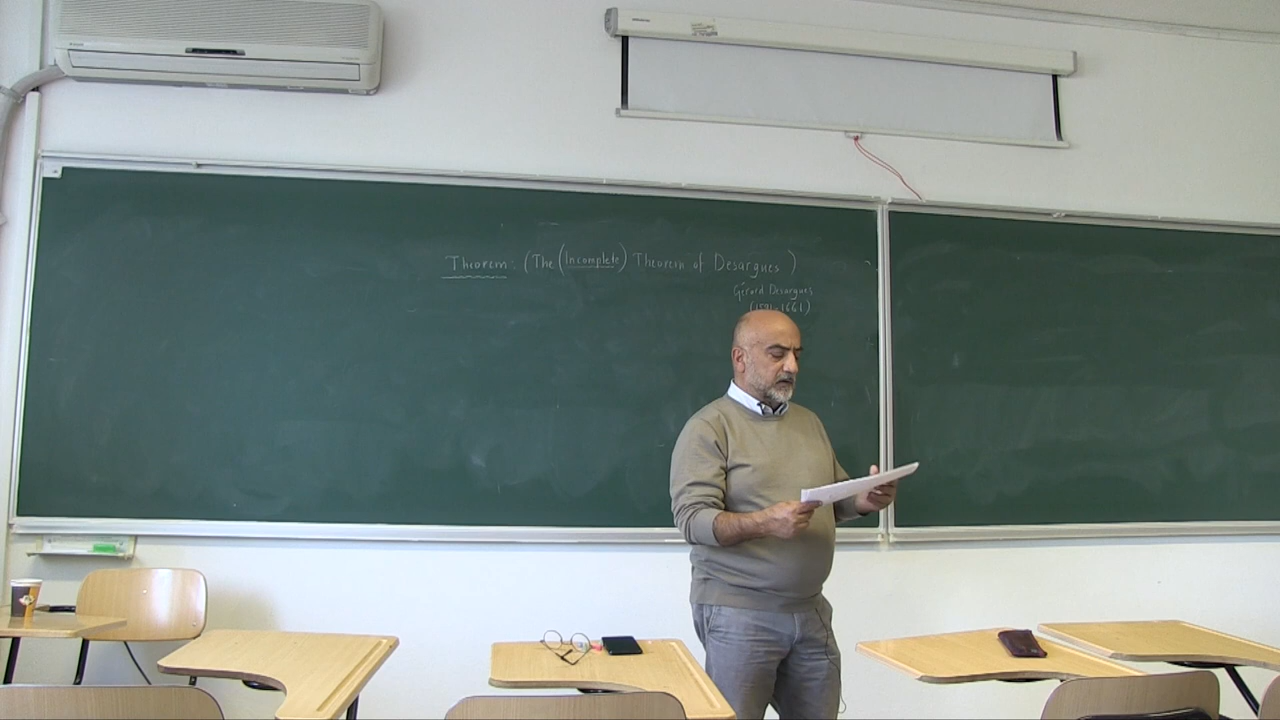 Theorem: (The (Incomplete) Theorem of Desargues)
Gérard Desargues
(1591-1661)